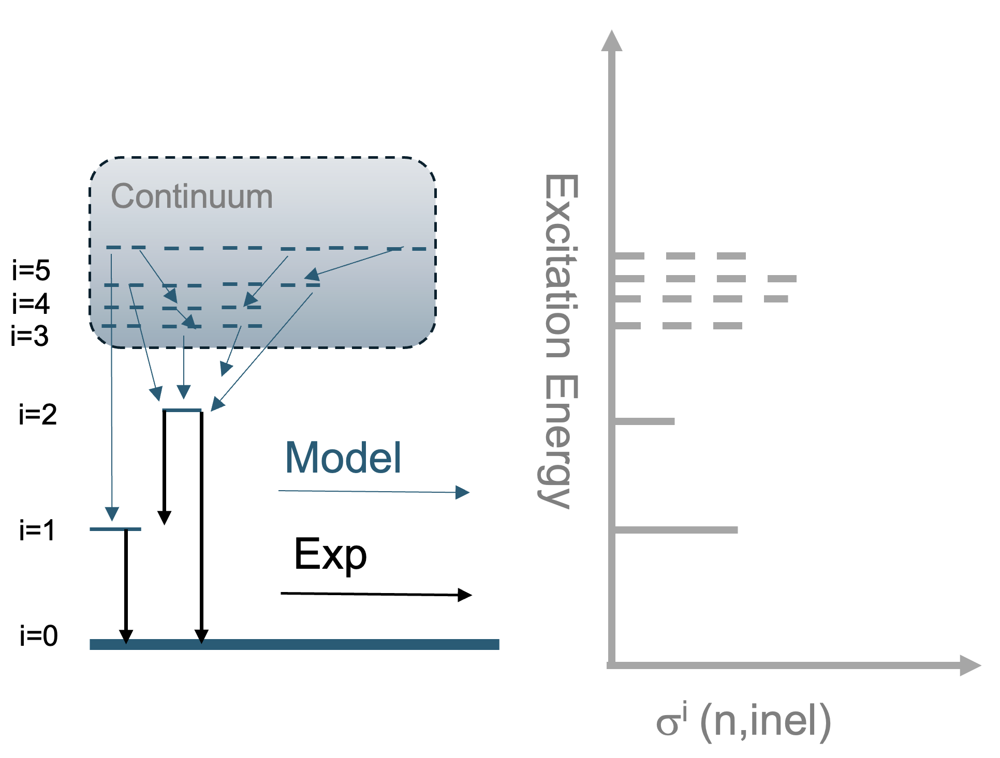 Continuum
i=5
i=4
i=3
i=2
i=1
i=0
Model
Exp
Excitation Energy
σⁱ (n,inel)